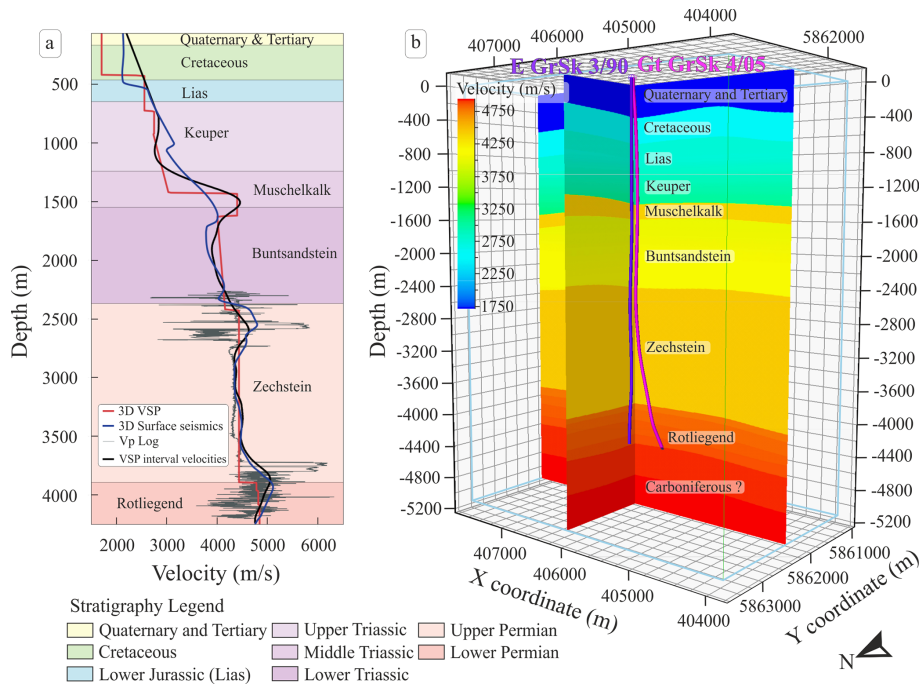 a
Quaternary & Tertiary
Cretaceous
Lias
Keuper
Muschelkalk
Buntsandstein
Zechstein
Rotliegend
500
1000
1500
2000
2500
3000
3500
4000
Depth (m)
3D VSP
3D Surface seismics
Vp Log
VSP interval velocities
2000 3000 4000 5000 6000
Velocity (m/s)
b
407000 406000 405000 404000
5862000
E GrSk 3/90 Gt GrSk 4/05
Velocity (m/s)
4750
4250
3750
3250
2750
2250
1750
Quaternary and Tertiary
Cretaceous
Lias
Keuper
Muschelkalk
Buntsandstein
Zechstein
Rotliegend
Carboniferous ?
0
-400
-800
-1200
-1600
-2000
-2400
-2800
-3200
-3600
-4000
-4400
-4800
-5200
Depth (m)
0
-400
-800
-1200
-1600
-2000
-2400
-2800
-3200
-3600
-4000
-4400
-4800
-5200
407000
406000
405000
404000
X coordinate (m)
5861000
5862000
5863000
Y coordinate (m)
N
Stratigraphy Legend
Quaternary and Tertiary
Cretaceous
Lower Jurassic (Lias)
Upper Triassic
Middle Triassic
Lower Triassic
Upper Permian
Lower Permian